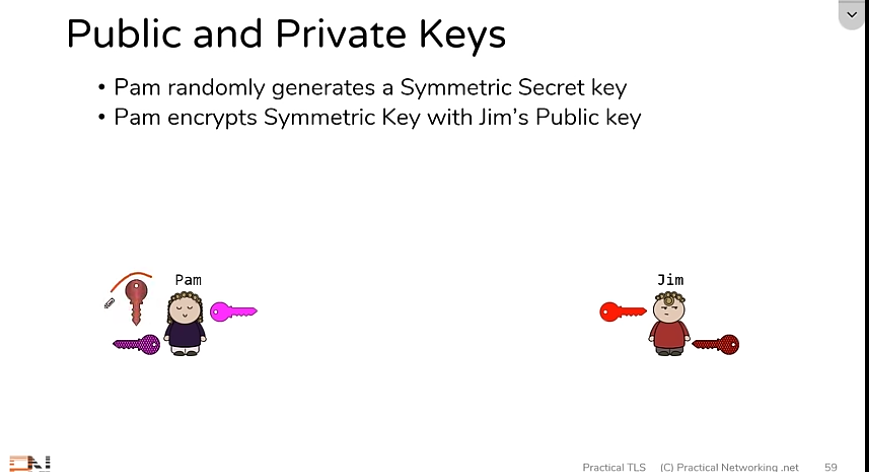 Public and Private Keys
• Pam randomly generates a Symmetric Secret key
• Pam encrypts Symmetric Key with Jim's Public key
Pam
Jim
Practical TLS (C) Practical Networking .net 59